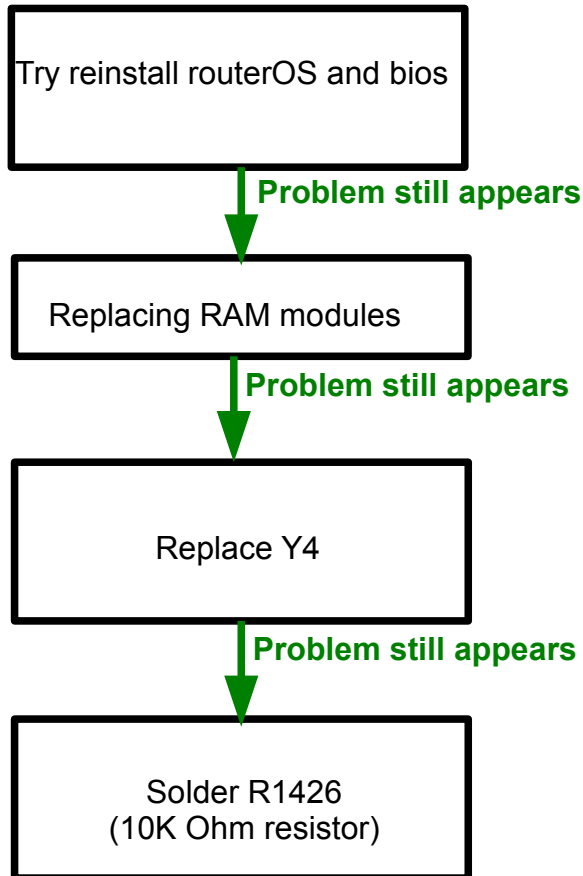 Try reinstall routerOS and bios
Problem still appears
Replacing RAM modules
Problem still appears
Replace Y4
Problem still appears
Solder R1426
(10K Ohm resistor)